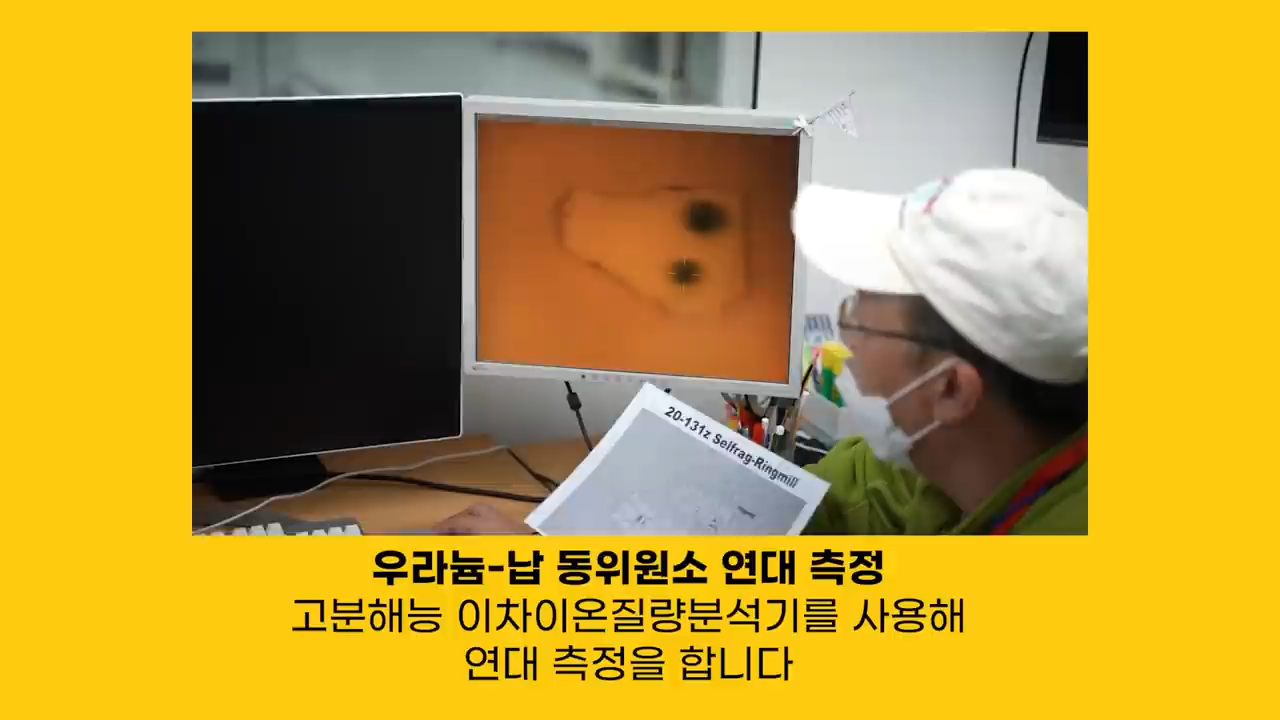 20-131z Selfrag-Ringmill
우라늄-납 동위원소 연대 측정
고분해능 이차이온질량분석기를 사용해
연대 측정을 합니다